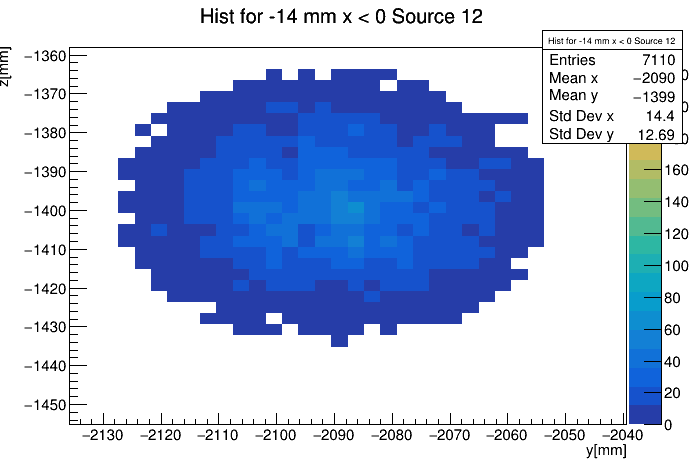 Hist for -14 mm x < 0 Source 12
z[mm]
−1360
−1370
−1380
−1390
−1400
−1410
−1420
−1430
−1440
−1450
−2130 −2120 −2110 −2100 −2090 −2080 −2070 −2060 −2050 −2040
y[mm]
Hist for -14 mm x < 0 Source 12
Entries 7110
Mean x −2090
Mean y −1399
Std Dev x 14.4
Std Dev y 12.69
160
140
120
100
80
60
40
20
0